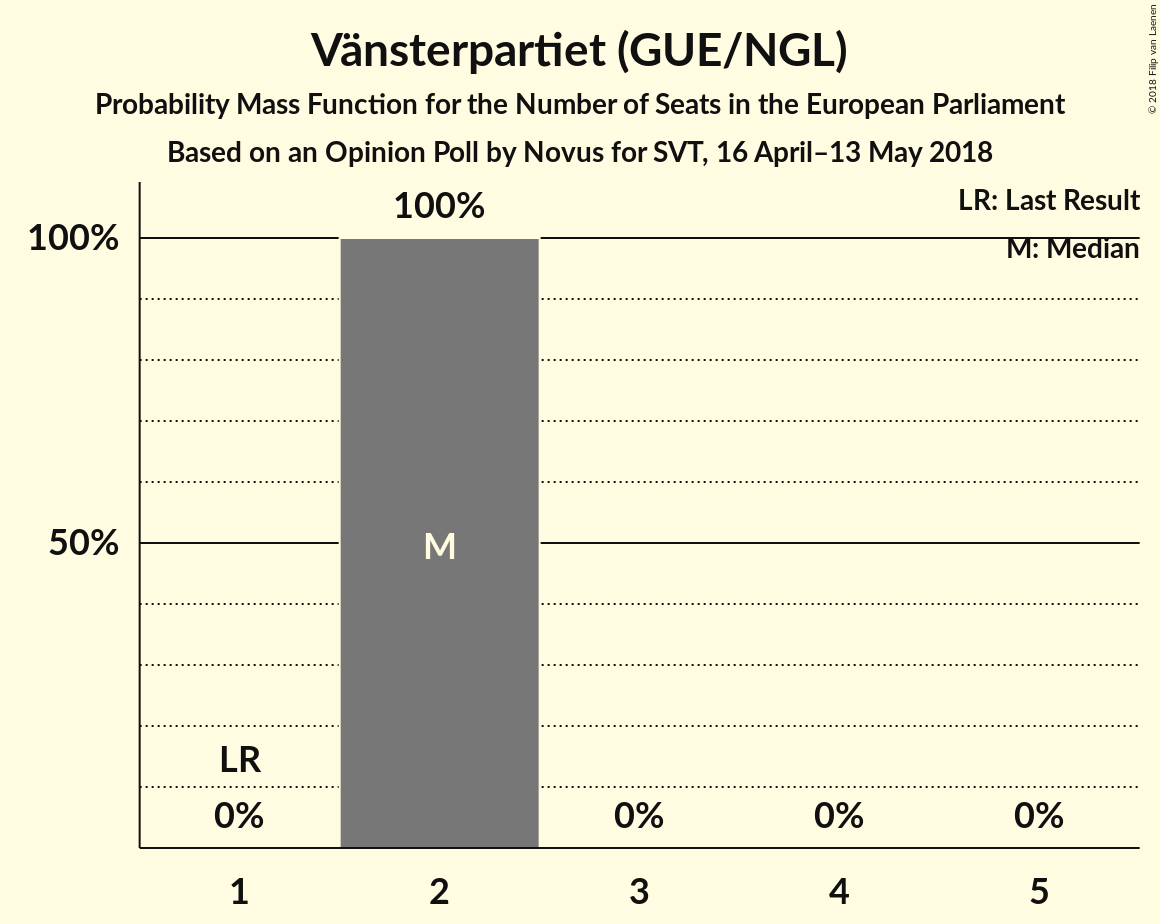 Vänsterpartiet (GUE/NGL)
Probability Mass Function for the Number of Seats in the European Parliament
Based on an Opinion Poll by Novus for SVT, 16 April–13 May 2018
© 2018 Filip van Laenen
LR: Last Result
M: Median
100%
100%
50%
M
LR
0%
0%
0%
0%
1
2
3
4
5